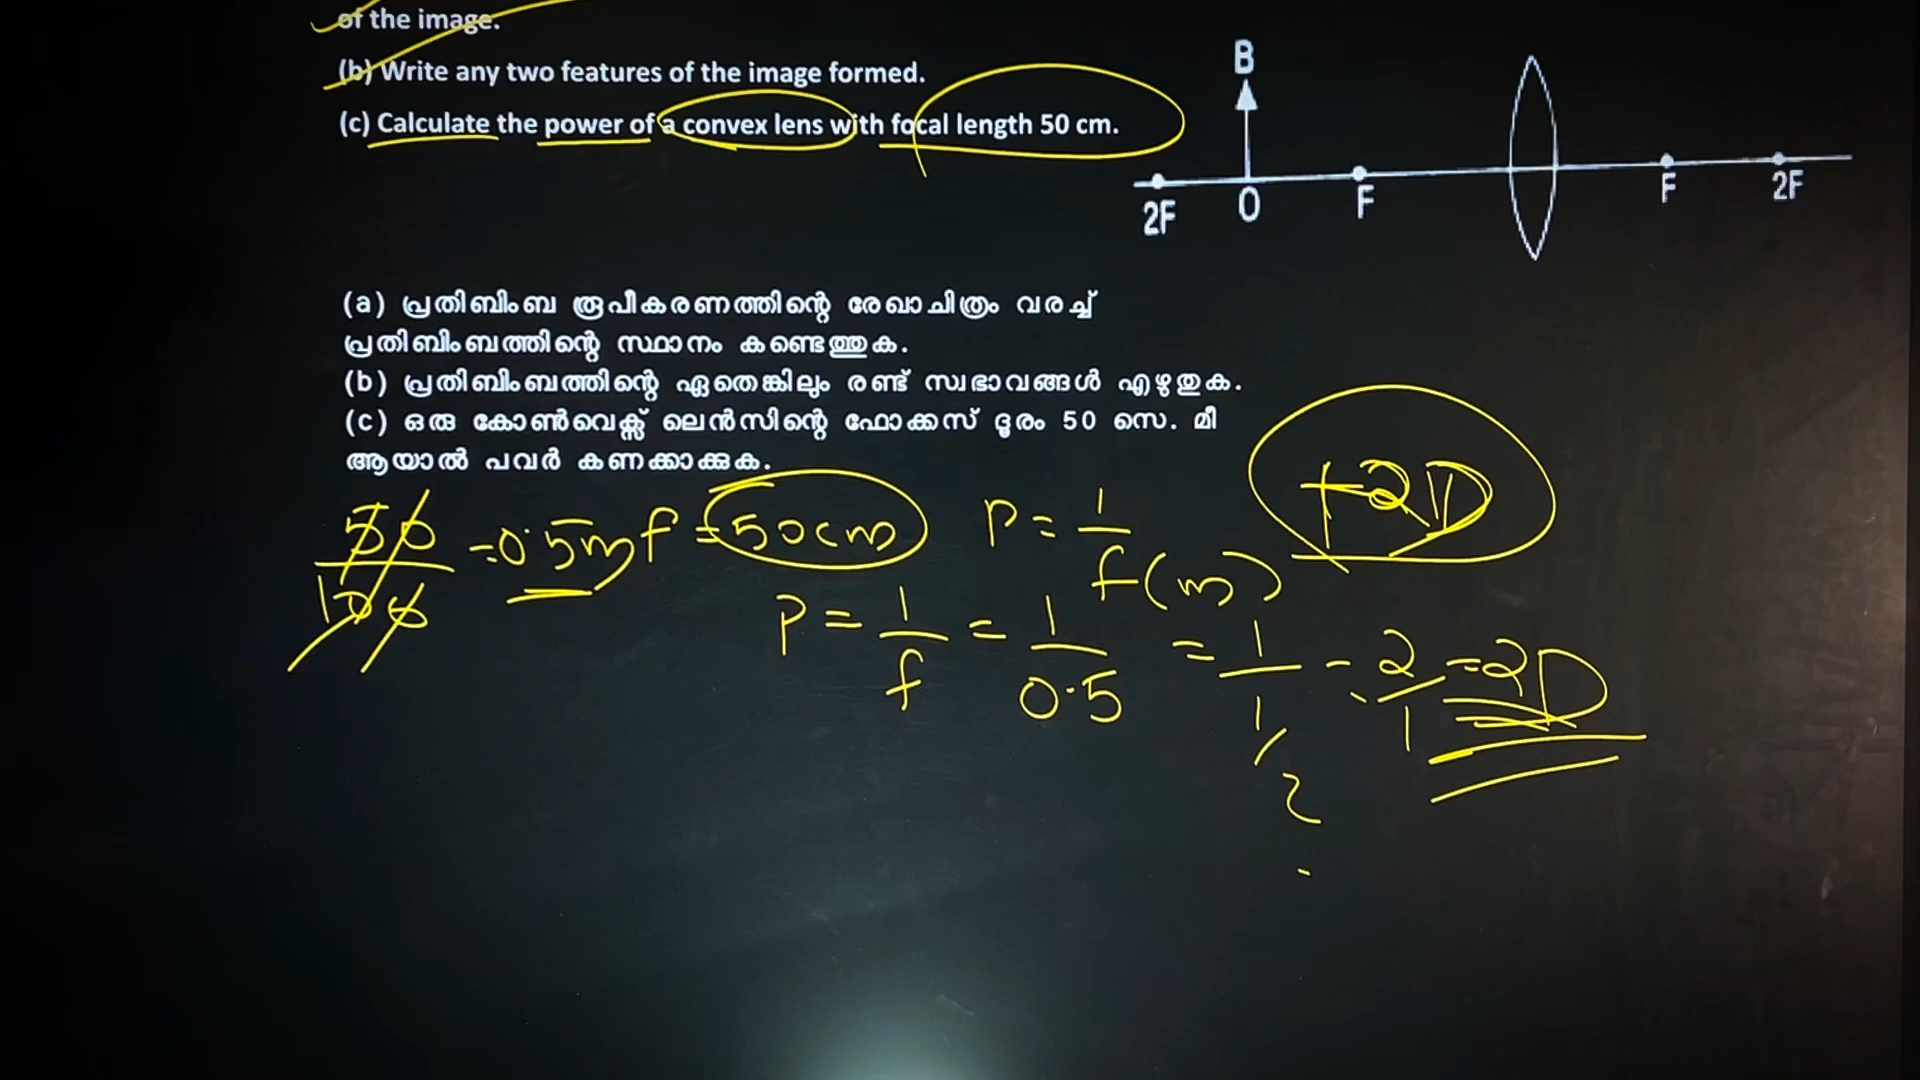 of the image.
(b) Write any two features of the image formed.
(c) Calculate the power of a convex lens with focal length 50 cm.
B
2F O F F 2F
(a) പ്രതിബിംബ രൂപീകരണത്തിന്റെ രേഖാചിത്രം വരച്ച്
പ്രതിബിംബത്തിന്റെ സ്ഥാനം കണ്ടെത്തുക.
(b) പ്രതിബിംബത്തിന്റെ ഏതെങ്കിലും രണ്ട് സ്വഭാവങ്ങൾ എഴുതുക.
(c) ഒരു കോൺവെക്സ് ലെൻസിന്റെ ഫോക്കസ് ദൂരം 50 സെ. മീ
ആയാൽ പവർ കണക്കാക്കുക.
50/100 = 0.5m f = 50cm P = 1/f(m) +2D
P = 1/f = 1/0.5 = 1/1/2 = 2/1 = 2D